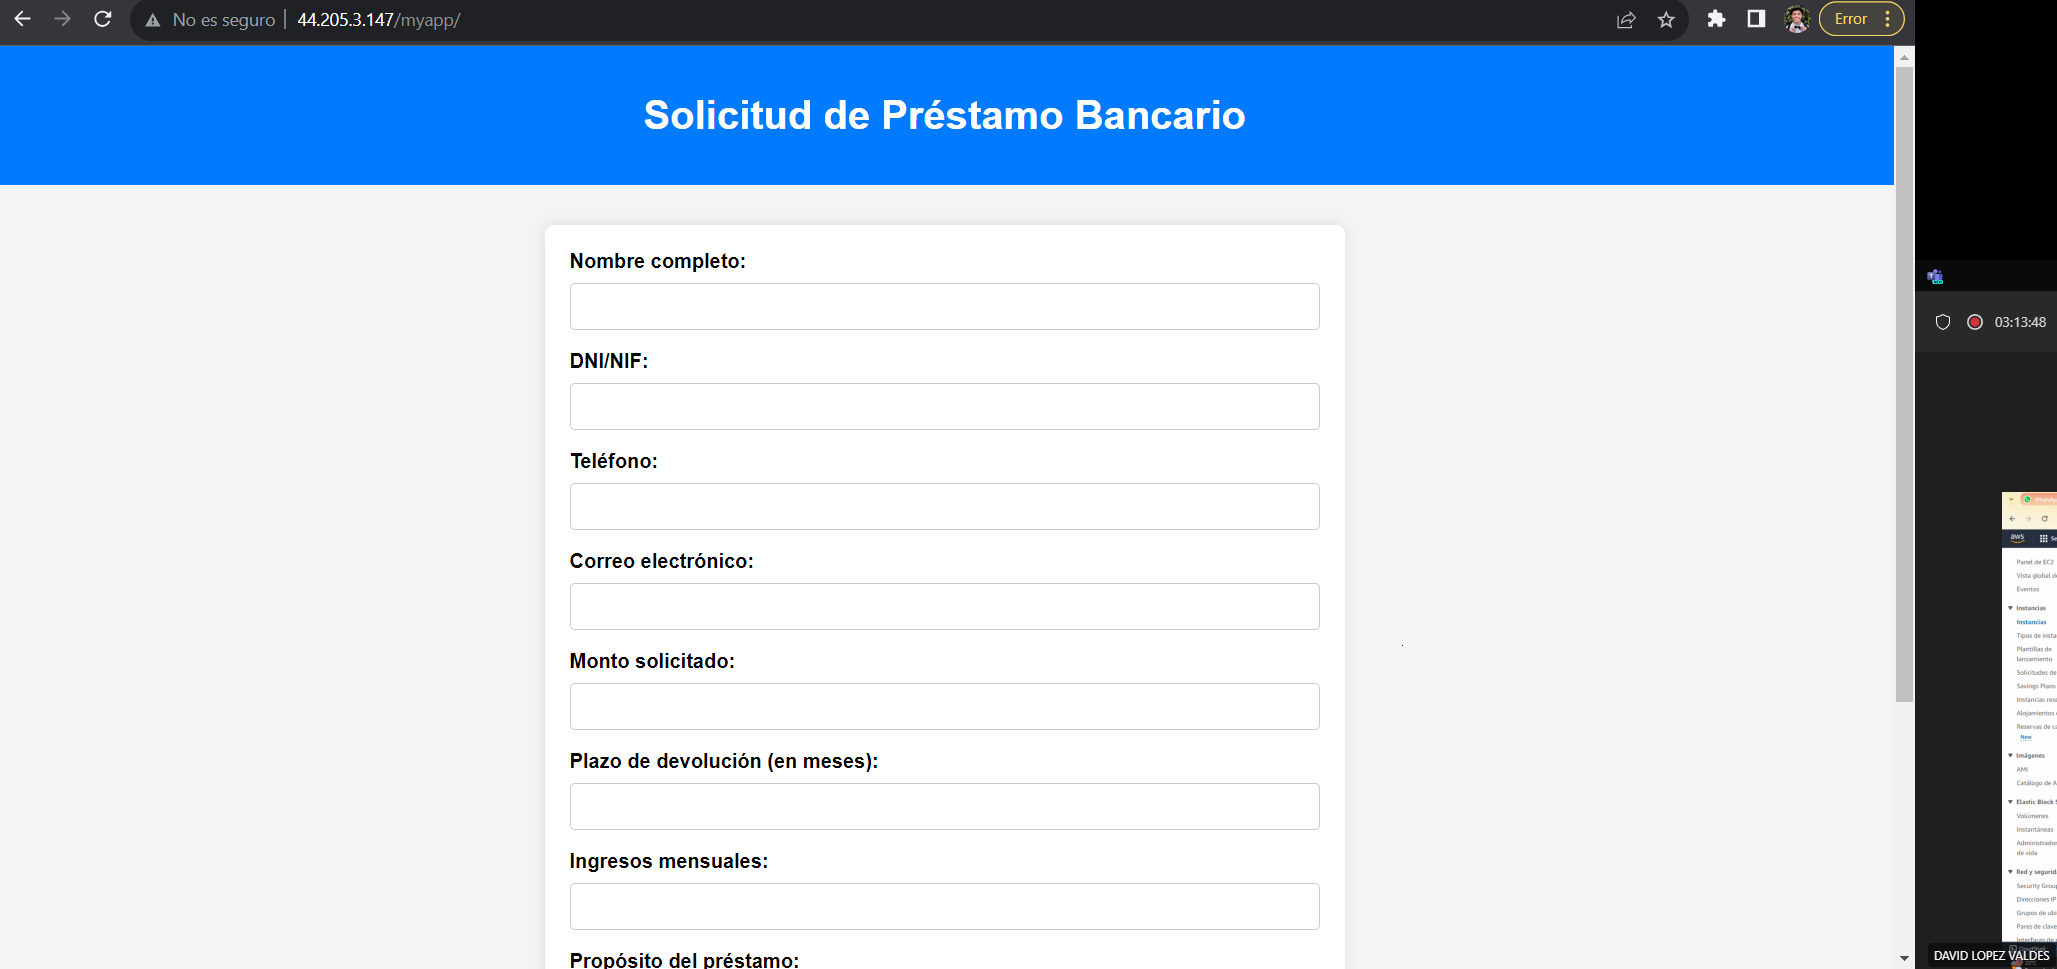 No es seguro
44.205.3.147/myapp/
Error
Solicitud de Préstamo Bancario
Nombre completo:
DNI/NIF:
Teléfono:
Correo electrónico:
Monto solicitado:
Plazo de devolución (en meses):
Ingresos mensuales:
Propósito del préstamo:
03:13:48
aws
Panel de EC2
Vista global d
Eventos
Instancias
Instancias
Tipos de insta
Plantillas de
lanzamiento
Solicitudes de
Savings Plans
Instancias rese
Alojamientos
Reservas de ca
New
Imágenes
AMI
Catálogo de A
Elastic Block S
Volúmenes
Instantáneas
Administrador
de vida
Red y segurid
Security Grou
Direcciones IP
Grupos de ubi
Pares de clave
DAVID LOPEZ VALDES